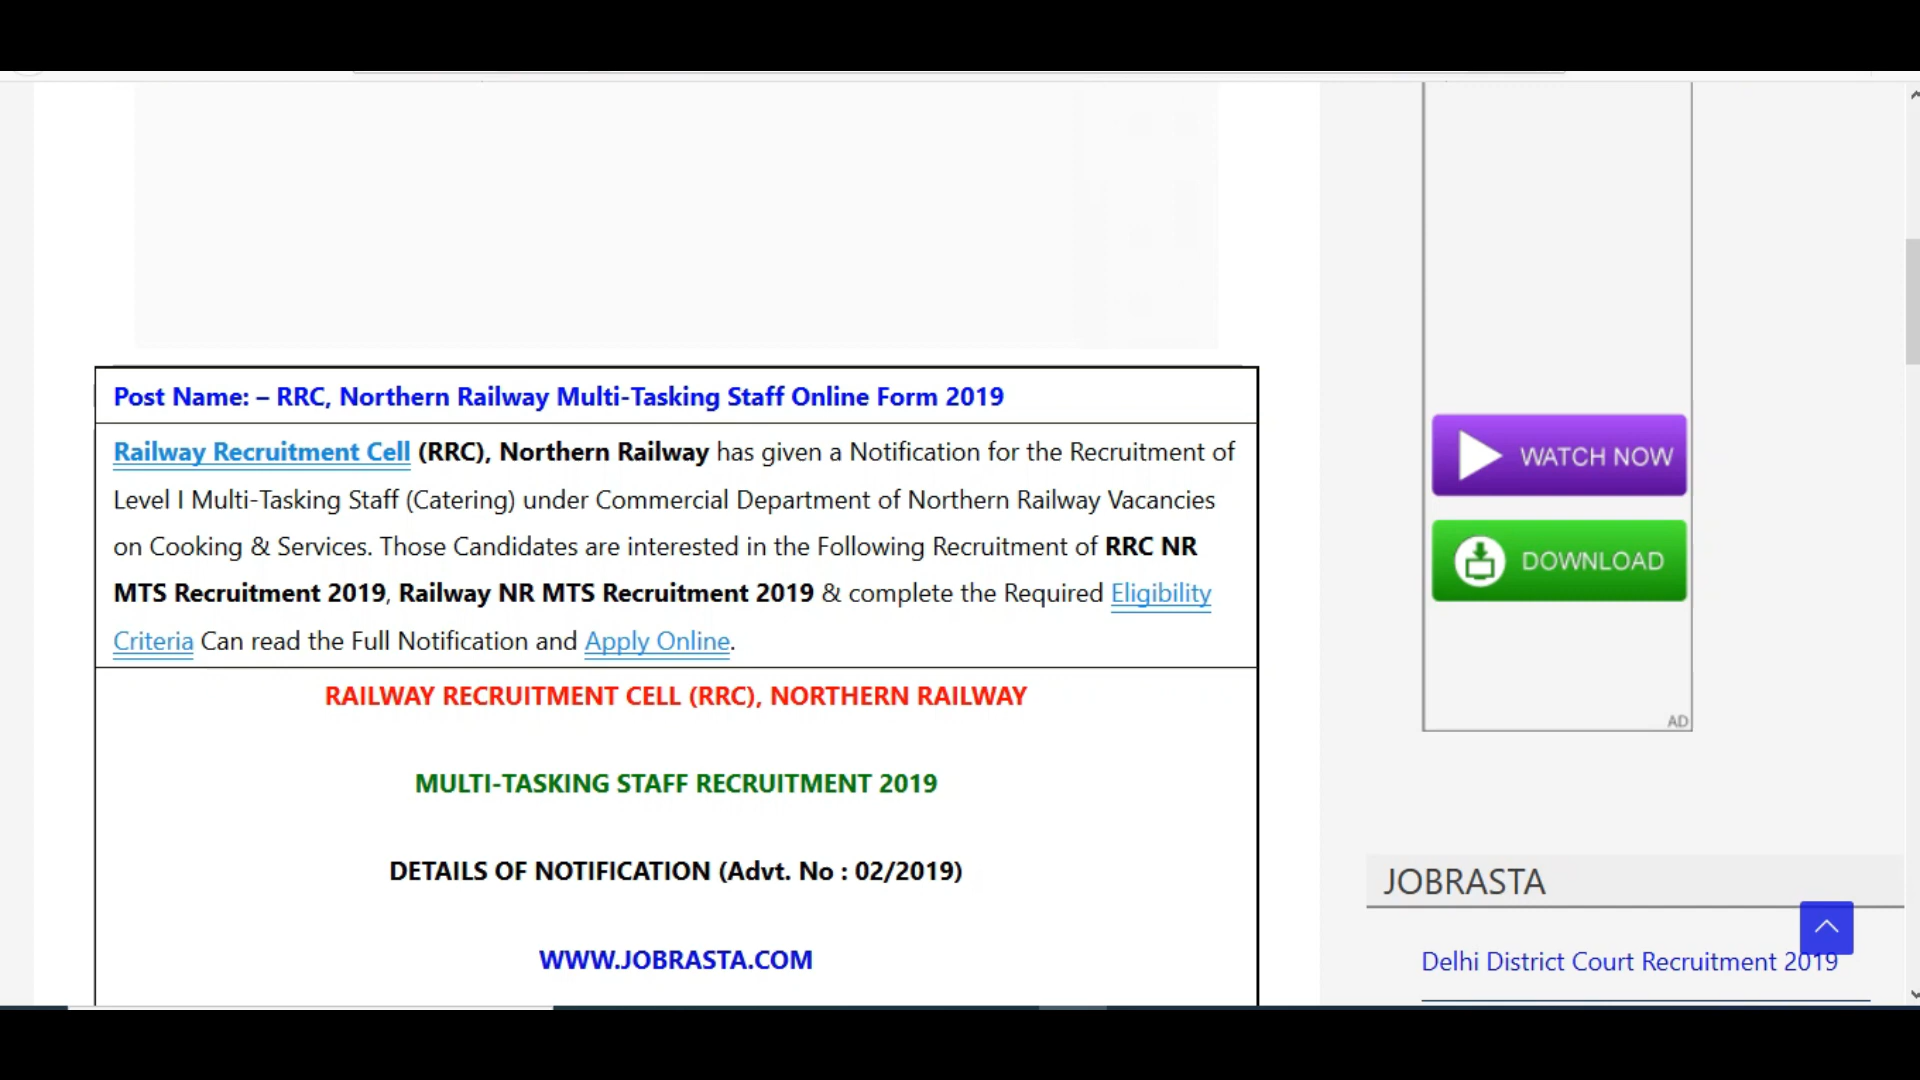 Post Name: – RRC, Northern Railway Multi-Tasking Staff Online Form 2019
Railway Recruitment Cell (RRC), Northern Railway has given a Notification for the Recruitment of
Level I Multi-Tasking Staff (Catering) under Commercial Department of Northern Railway Vacancies
on Cooking & Services. Those Candidates are interested in the Following Recruitment of RRC NR
MTS Recruitment 2019, Railway NR MTS Recruitment 2019 & complete the Required Eligibility
Criteria Can read the Full Notification and Apply Online.
RAILWAY RECRUITMENT CELL (RRC), NORTHERN RAILWAY
MULTI-TASKING STAFF RECRUITMENT 2019
DETAILS OF NOTIFICATION (Advt. No : 02/2019)
WWW.JOBRASTA.COM
WATCH NOW
DOWNLOAD
AD
JOBRASTA
Delhi District Court Recruitment 2019